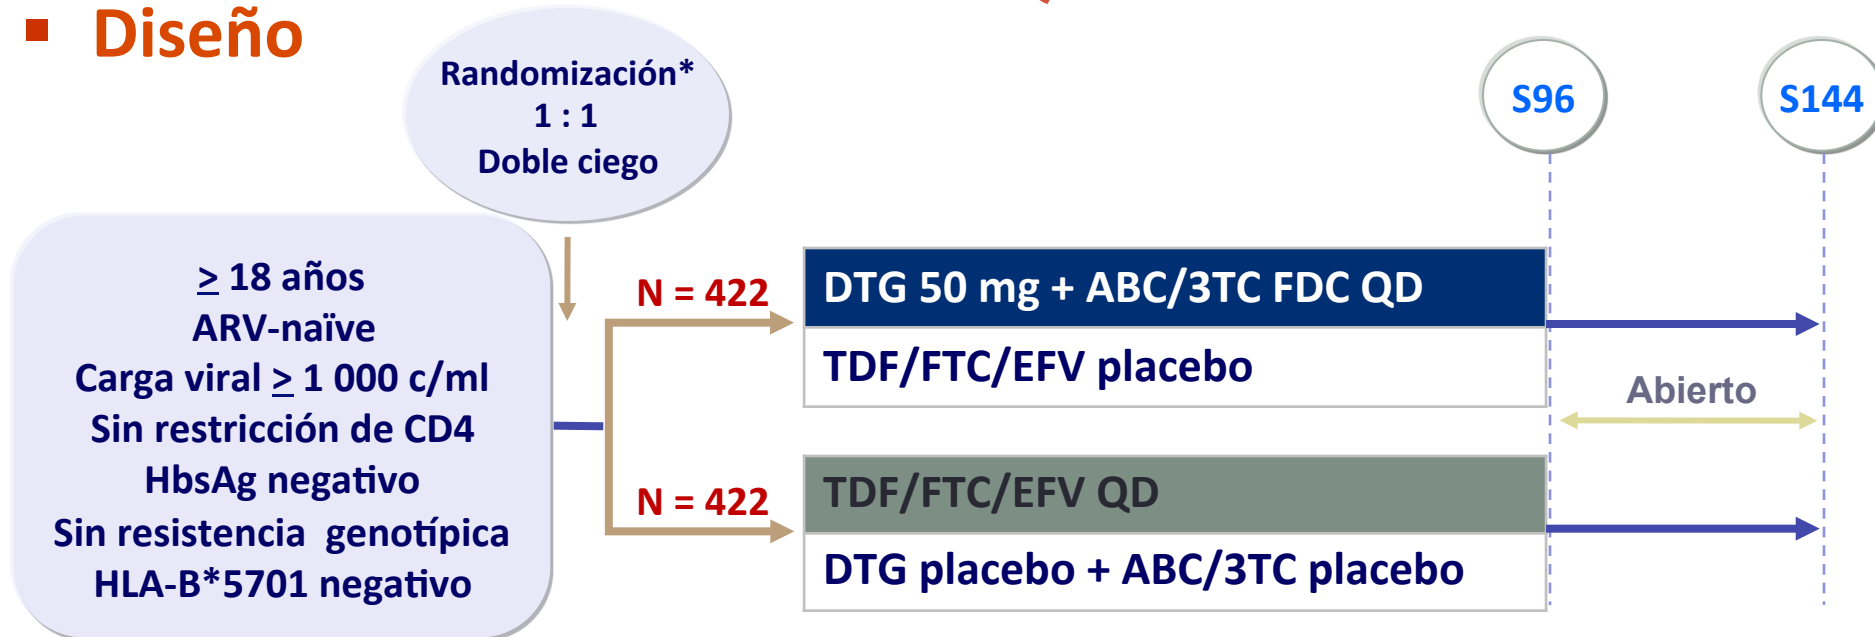 Diseño
Randomización*
1 : 1
Doble ciego
S96
S144
≥ 18 años
ARV-naïve
Carga viral ≥ 1 000 c/ml
Sin restricción de CD4
HbsAg negativo
Sin resistencia genotípica
HLA-B*5701 negativo
N = 422
DTG 50 mg + ABC/3TC FDC QD
TDF/FTC/EFV placebo
Abierto
N = 422
TDF/FTC/EFV QD
DTG placebo + ABC/3TC placebo